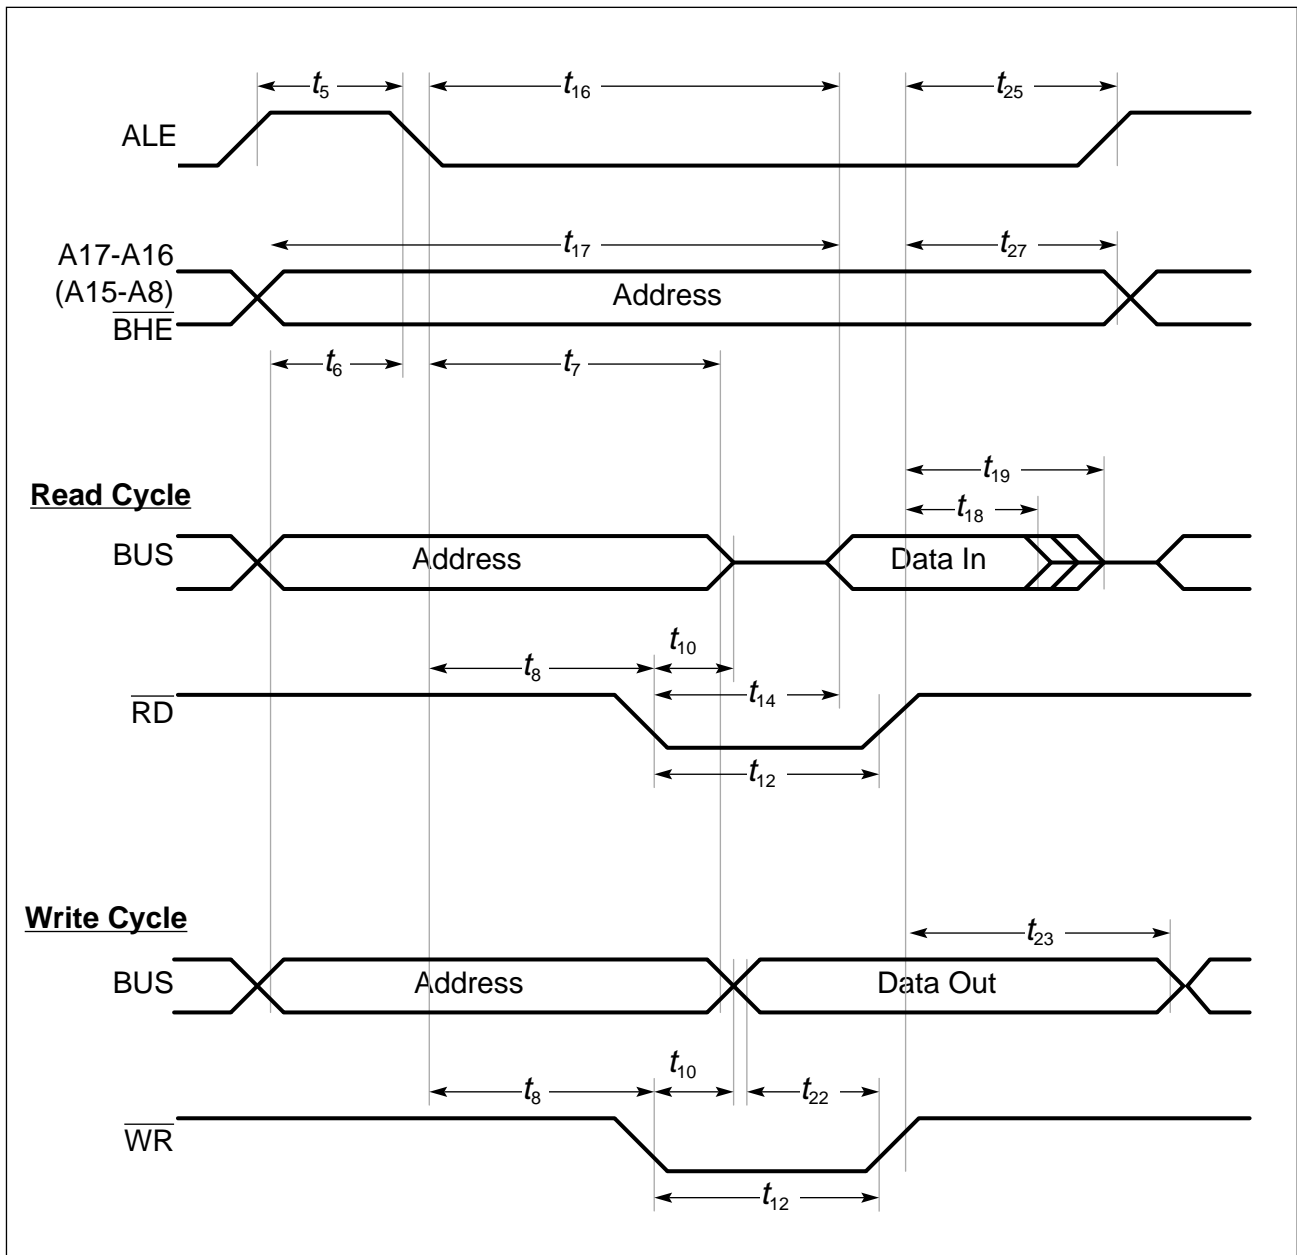 t5 t16 t25
ALE
A17-A16 t17 t27
(A15-A8) Address
BHE
t6 t7
t19
Read Cycle t18
BUS Address Data In
t8 t10
RD t14
t12
Write Cycle t23
BUS Address Data Out
t10
t8 t22
WR
t12